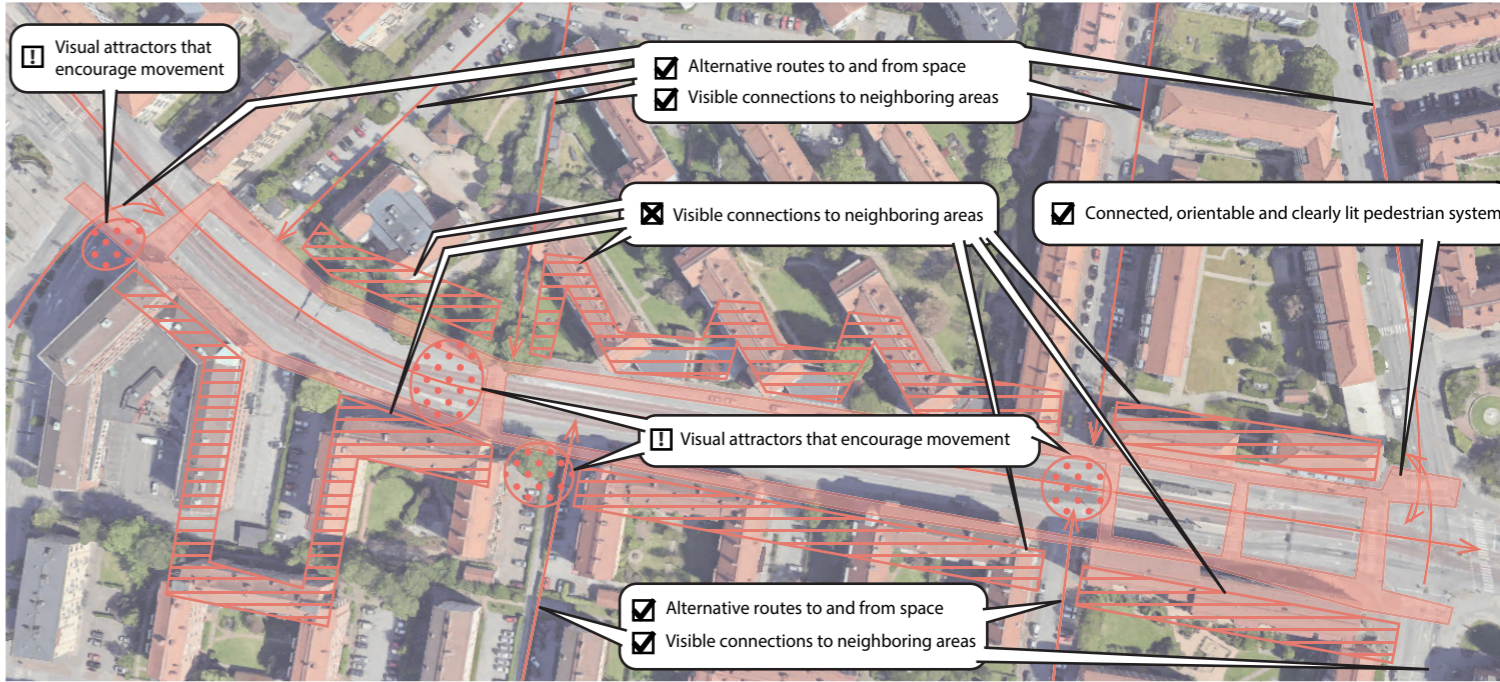 Visual attractors that
encourage movement
Alternative routes to and from space
Visible connections to neighboring areas
Visible connections to neighboring areas
Connected, orientable and clearly lit pedestrian system
Visual attractors that encourage movement
Alternative routes to and from space
Visible connections to neighboring areas